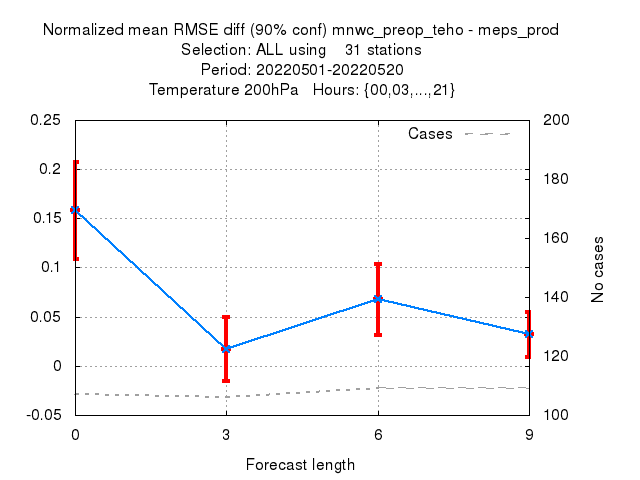 Normalized mean RMSE diff (90% conf) mnwc_preop_teho - meps_prod
Selection: ALL using 31 stations
Period: 20220501-20220520
Temperature 200hPa Hours: {00,03,...,21}
Cases
0.25
0.2
0.15
0.1
0.05
0
-0.05
200
180
160
140
120
100
No cases
0 3 6 9
Forecast length